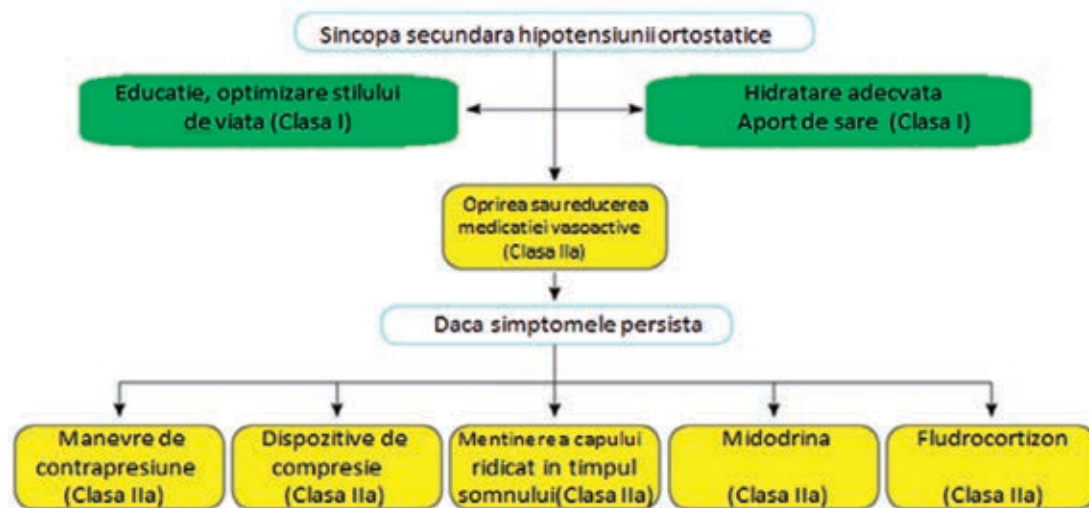 Sincopa secundara hipotensiunii ortostatice
Educatie, optimizare stilului
de viata (Clasa I)
Hidratare adecvata
Aport de sare (Clasa I)
Oprirea sau reducerea
medicatiei vasoactive
(Clasa IIa)
Daca simptomele persista
Manevre de
contrapresiune
(Clasa IIa)
Dispozitive de
compresie
(Clasa IIa)
Mentinerea capului
ridicat in timpul
somnului(Clasa IIa)
Midodrina
(Clasa IIa)
Fludrocortizon
(Clasa IIa)